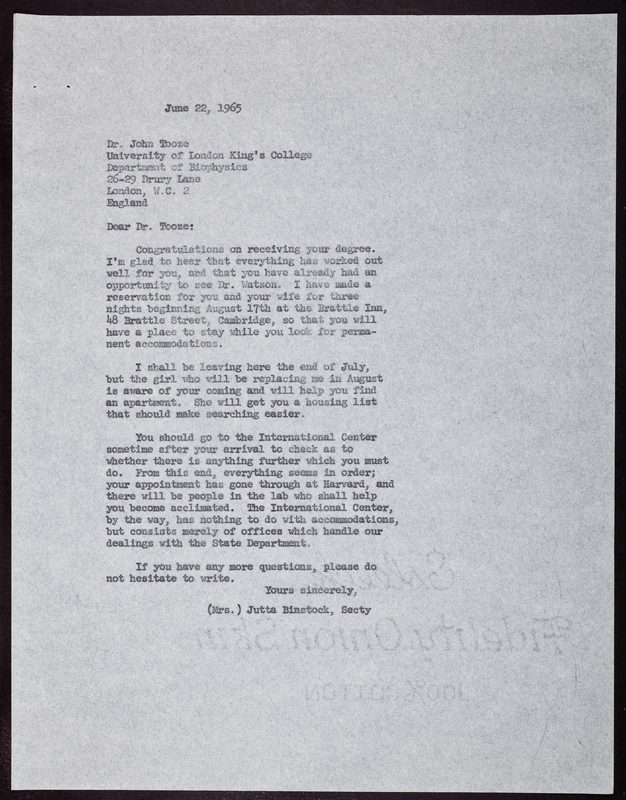 June 22, 1965
Dr. John Tooze
University of London King's College
Department of Biophysics
26-29 Drury Lane
London, W.C. 2
England
Dear Dr. Tooze:
Congratulations on receiving your degree.
I'm glad to hear that everything has worked out
well for you, and that you have already had an
opportunity to see Dr. Watson. I have made a
reservation for you and your wife for three
nights beginning August 17th at the Brattle Inn,
48 Brattle Street, Cambridge, so that you will
have a place to stay while you look for perma-
nent accommodations.
I shall be leaving here the end of July,
but the girl who will be replacing me in August
is aware of your coming and will help you find
an apartment. She will get you a housing list
that should make searching easier.
You should go to the International Center
sometime after your arrival to check as to
whether there is anything further which you must
do. From this end, everything seems in order;
your appointment has gone through at Harvard, and
there will be people in the lab who shall help
you become acclimated. The International Center,
by the way, has nothing to do with accommodations,
but consists merely of offices which handle our
dealings with the State Department.
If you have any more questions, please do
not hesitate to write.
Yours sincerely,
(Mrs.) Jutta Binstock, Secty
Fidelity Onion Skin
100% COTTON